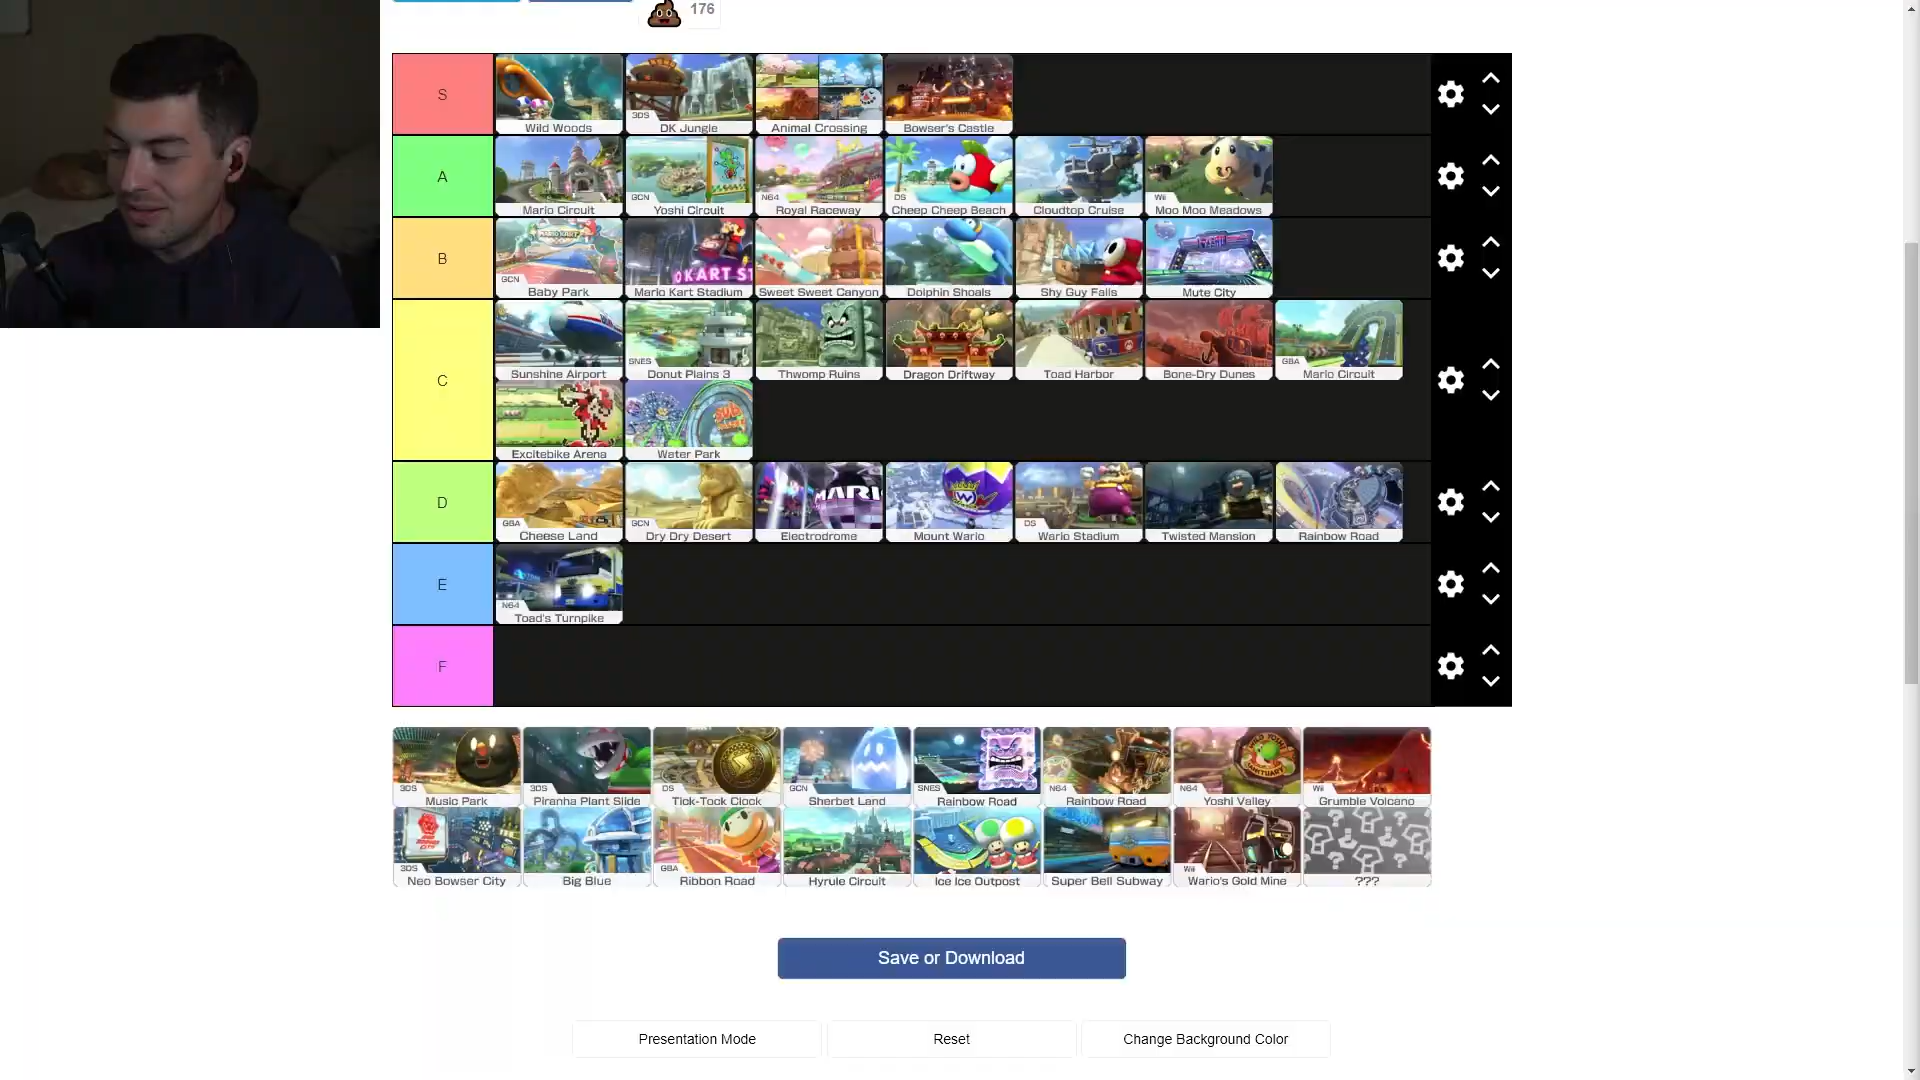 176
S
Wild Woods
3DS
DK Jungle
Animal Crossing
Bowser's Castle
A
Mario Circuit
GCN
Yoshi Circuit
N64
Royal Raceway
DS
Cheep Cheep Beach
Cloudtop Cruise
Wii
Moo Moo Meadows
B
MARIO KART
GCN
Baby Park
OKART ST
Mario Kart Stadium
Sweet Sweet Canyon
Dolphin Shoals
Shy Guy Falls
Mute City
C
Sunshine Airport
SNES
Donut Plains 3
Thwomp Ruins
Dragon Driftway
Toad Harbor
Bone-Dry Dunes
GBA
Mario Circuit
Excitebike Arena
Water Park
D
GBA
Cheese Land
GCN
Dry Dry Desert
MARI
Electrodrome
Mount Wario
DS
Wario Stadium
Twisted Mansion
Rainbow Road
E
N64
Toad's Turnpike
F
3DS
Music Park
3DS
Piranha Plant Slide
DS
Tick-Tock Clock
GCN
Sherbet Land
SNES
Rainbow Road
N64
Rainbow Road
N64
Yoshi Valley
Wii
Grumble Volcano
3DS
Neo Bowser City
Big Blue
GBA
Ribbon Road
Hyrule Circuit
Ice Ice Outpost
Super Bell Subway
Wii
Wario's Gold Mine
???
Save or Download
Presentation Mode
Reset
Change Background Color